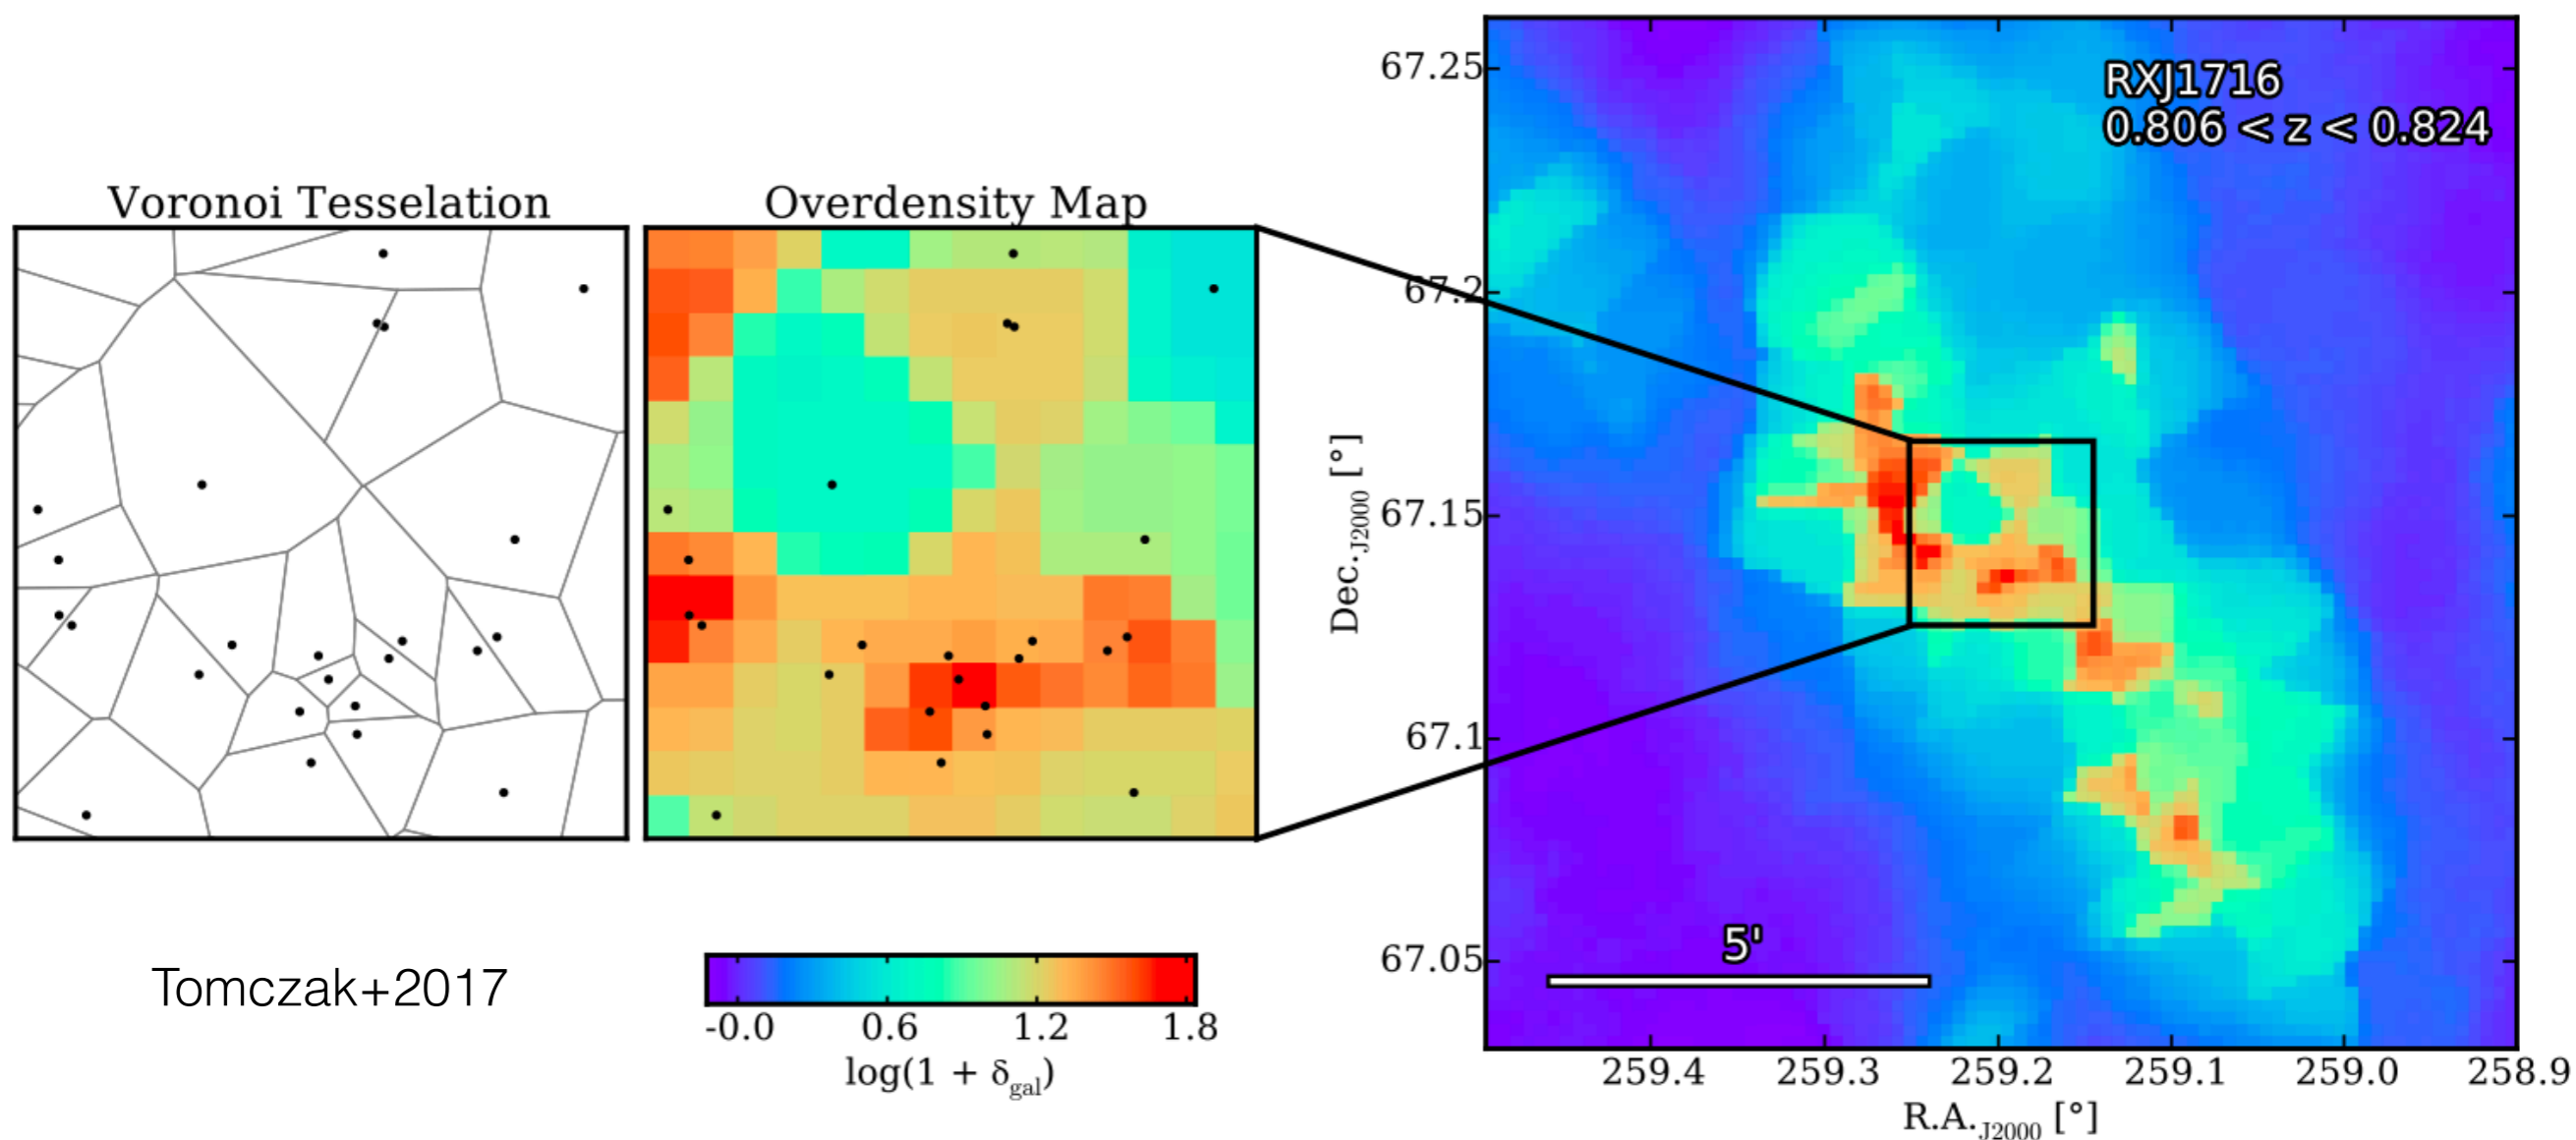 Voronoi Tesselation
Overdensity Map
Tomczak+2017
-0.0 0.6 1.2 1.8
log(1 + δgal)
RXJ1716
0.806 < z < 0.824
67.25
67.2
67.15
67.1
67.05
Dec.J2000 [°]
5'
259.4 259.3 259.2 259.1 259.0 258.9
R.A.J2000 [°]